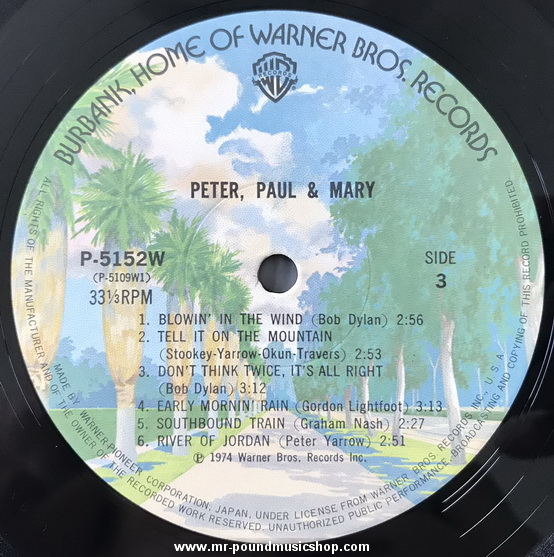 BURBANK, HOME OF WARNER BROS. RECORDS
WB
RECORDS
PETER, PAUL & MARY
P-5152W
(P-5109W1)
33⅓RPM
SIDE
3
1. BLOWIN' IN THE WIND (Bob Dylan) 2:56
2. TELL IT ON THE MOUNTAIN
(Stookey-Yarrow-Okun-Travers) 2:53
3. DON'T THINK TWICE, IT'S ALL RIGHT
(Bob Dylan) 3:12
4. EARLY MORNIN' RAIN (Gordon Lightfoot) 3:13
5. SOUTHBOUND TRAIN (Graham Nash) 2:27
6. RIVER OF JORDAN (Peter Yarrow) 2:51
Ⓟ 1974 Warner Bros. Records Inc.
MADE BY WARNER-PIONEER CORPORATION, JAPAN, UNDER LICENSE FROM WARNER BROS RECORDS INC., U.S.A.
ALL RIGHTS OF THE MANUFACTURER AND OF THE OWNER OF THE RECORDED WORK RESERVED. UNAUTHORIZED PUBLIC PERFORMANCE, BROADCASTING AND COPYING OF THIS RECORD PROHIBITED
www.mr-poundmusicshop.com